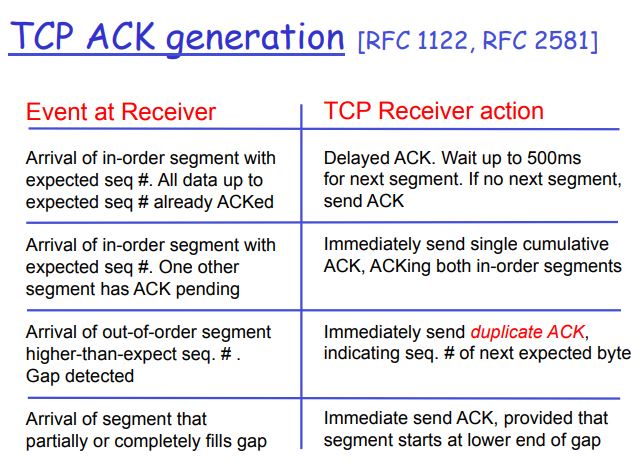 TCP ACK generation [RFC 1122, RFC 2581]
Event at Receiver
TCP Receiver action
Arrival of in-order segment with
expected seq #. All data up to
expected seq # already ACKed
Delayed ACK. Wait up to 500ms
for next segment. If no next segment,
send ACK
Arrival of in-order segment with
expected seq #. One other
segment has ACK pending
Immediately send single cumulative
ACK, ACKing both in-order segments
Arrival of out-of-order segment
higher-than-expect seq. # .
Gap detected
Immediately send duplicate ACK,
indicating seq. # of next expected byte
Arrival of segment that
partially or completely fills gap
Immediate send ACK, provided that
segment starts at lower end of gap